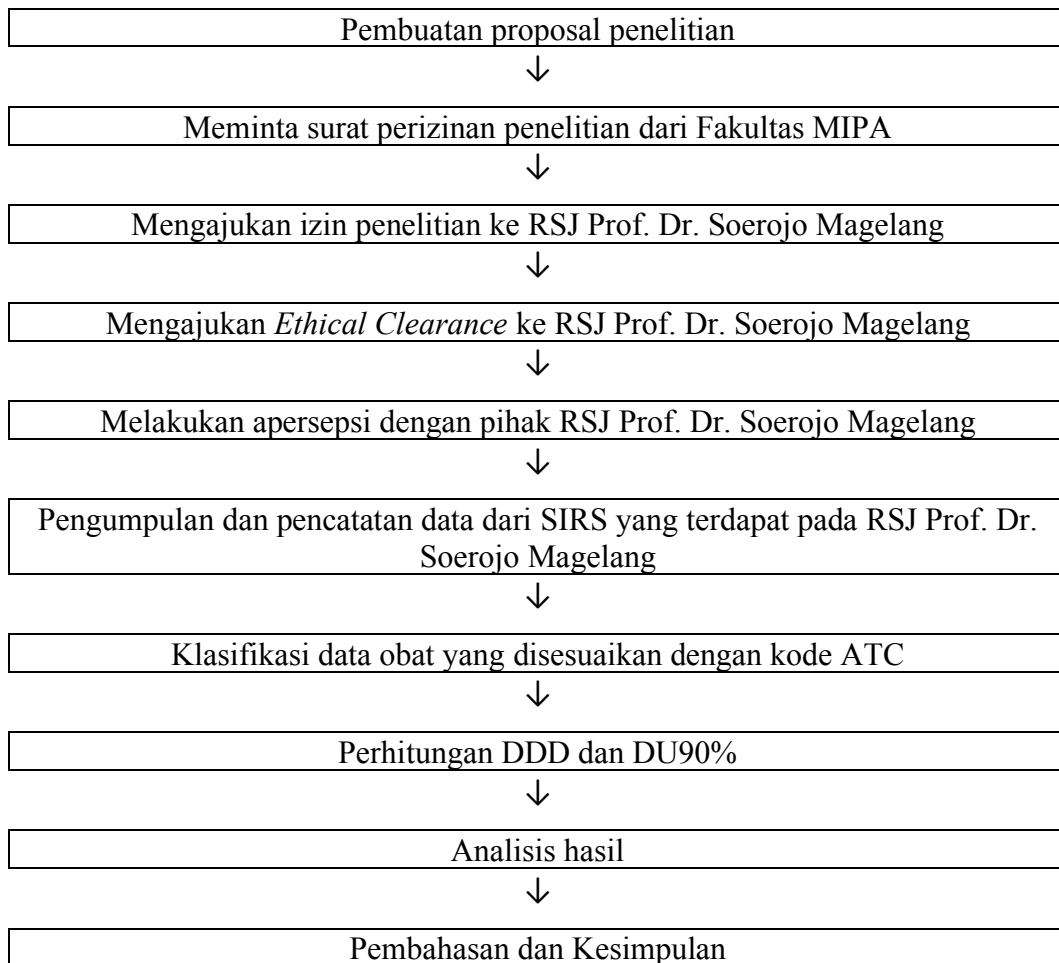 Pembuatan proposal penelitian
↓
Meminta surat perizinan penelitian dari Fakultas MIPA
↓
Mengajukan izin penelitian ke RSJ Prof. Dr. Soerojo Magelang
↓
Mengajukan Ethical Clearance ke RSJ Prof. Dr. Soerojo Magelang
↓
Melakukan apersepsi dengan pihak RSJ Prof. Dr. Soerojo Magelang
↓
Pengumpulan dan pencatatan data dari SIRS yang terdapat pada RSJ Prof. Dr.
Soerojo Magelang
↓
Klasifikasi data obat yang disesuaikan dengan kode ATC
↓
Perhitungan DDD dan DU90%
↓
Analisis hasil
↓
Pembahasan dan Kesimpulan